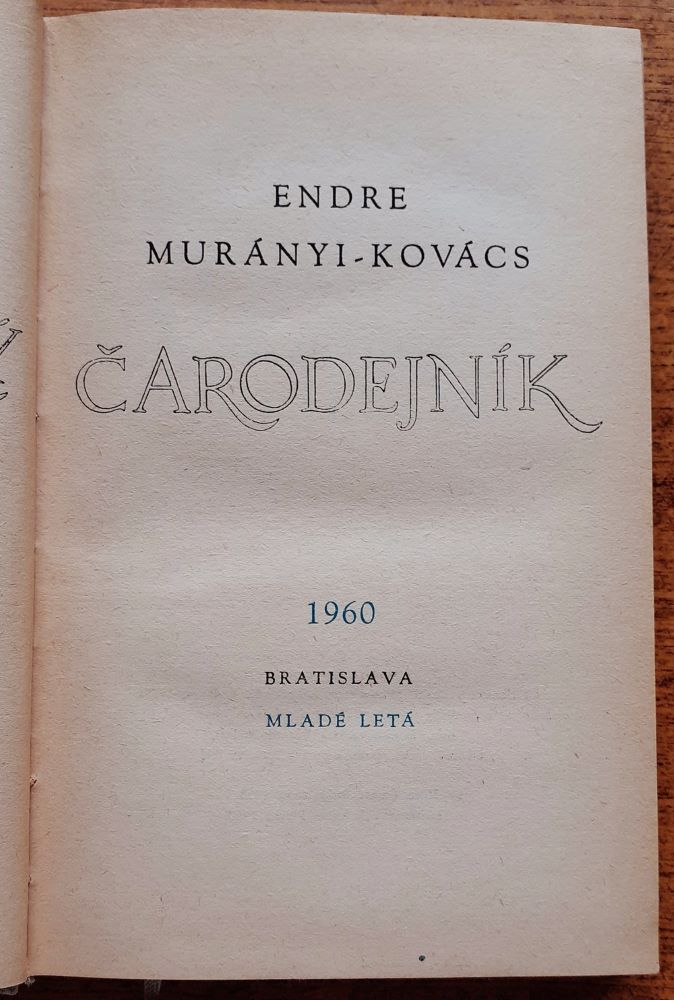 ENDRE
MURÁNYI-KOVÁCS
ČARODEJNÍK
1960
BRATISLAVA
MLADÉ LETÁ